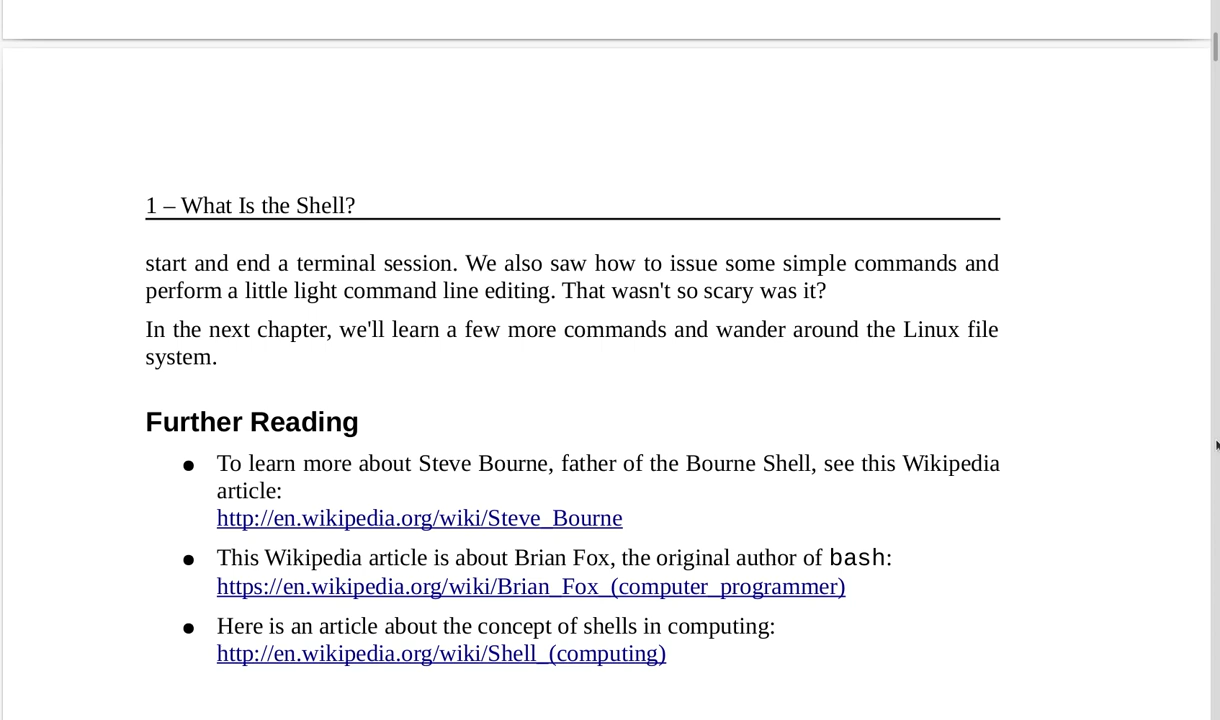 1 – What Is the Shell?
start and end a terminal session. We also saw how to issue some simple commands and
perform a little light command line editing. That wasn't so scary was it?
In the next chapter, we'll learn a few more commands and wander around the Linux file
system.
Further Reading
● To learn more about Steve Bourne, father of the Bourne Shell, see this Wikipedia
article:
http://en.wikipedia.org/wiki/Steve_Bourne
● This Wikipedia article is about Brian Fox, the original author of bash:
https://en.wikipedia.org/wiki/Brian_Fox_(computer_programmer)
● Here is an article about the concept of shells in computing:
http://en.wikipedia.org/wiki/Shell_(computing)